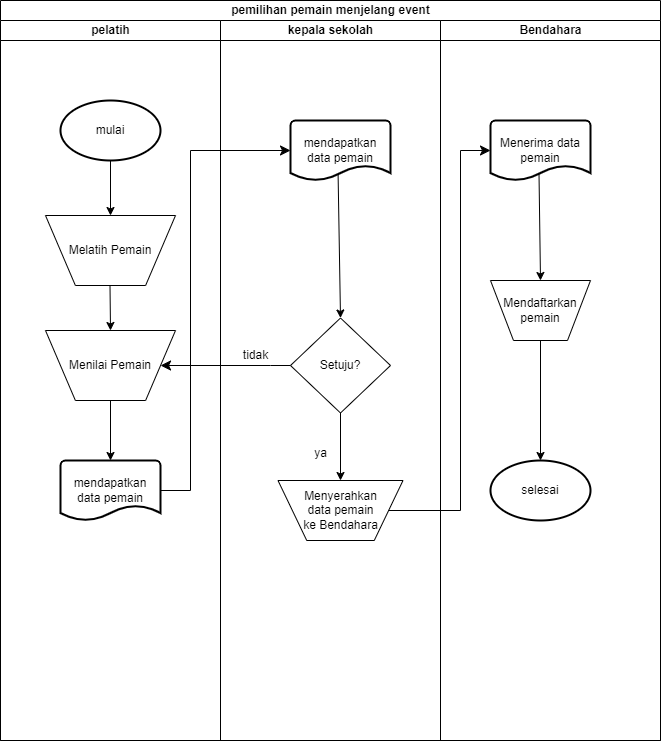 pemilihan pemain menjelang event
pelatih
kepala sekolah
Bendahara
mulai
Melatih Pemain
Menilai Pemain
mendapatkan
data pemain
mendapatkan
data pemain
Setuju?
tidak
ya
Menyerahkan
data pemain
ke Bendahara
Menerima data
pemain
Mendaftarkan
pemain
selesai